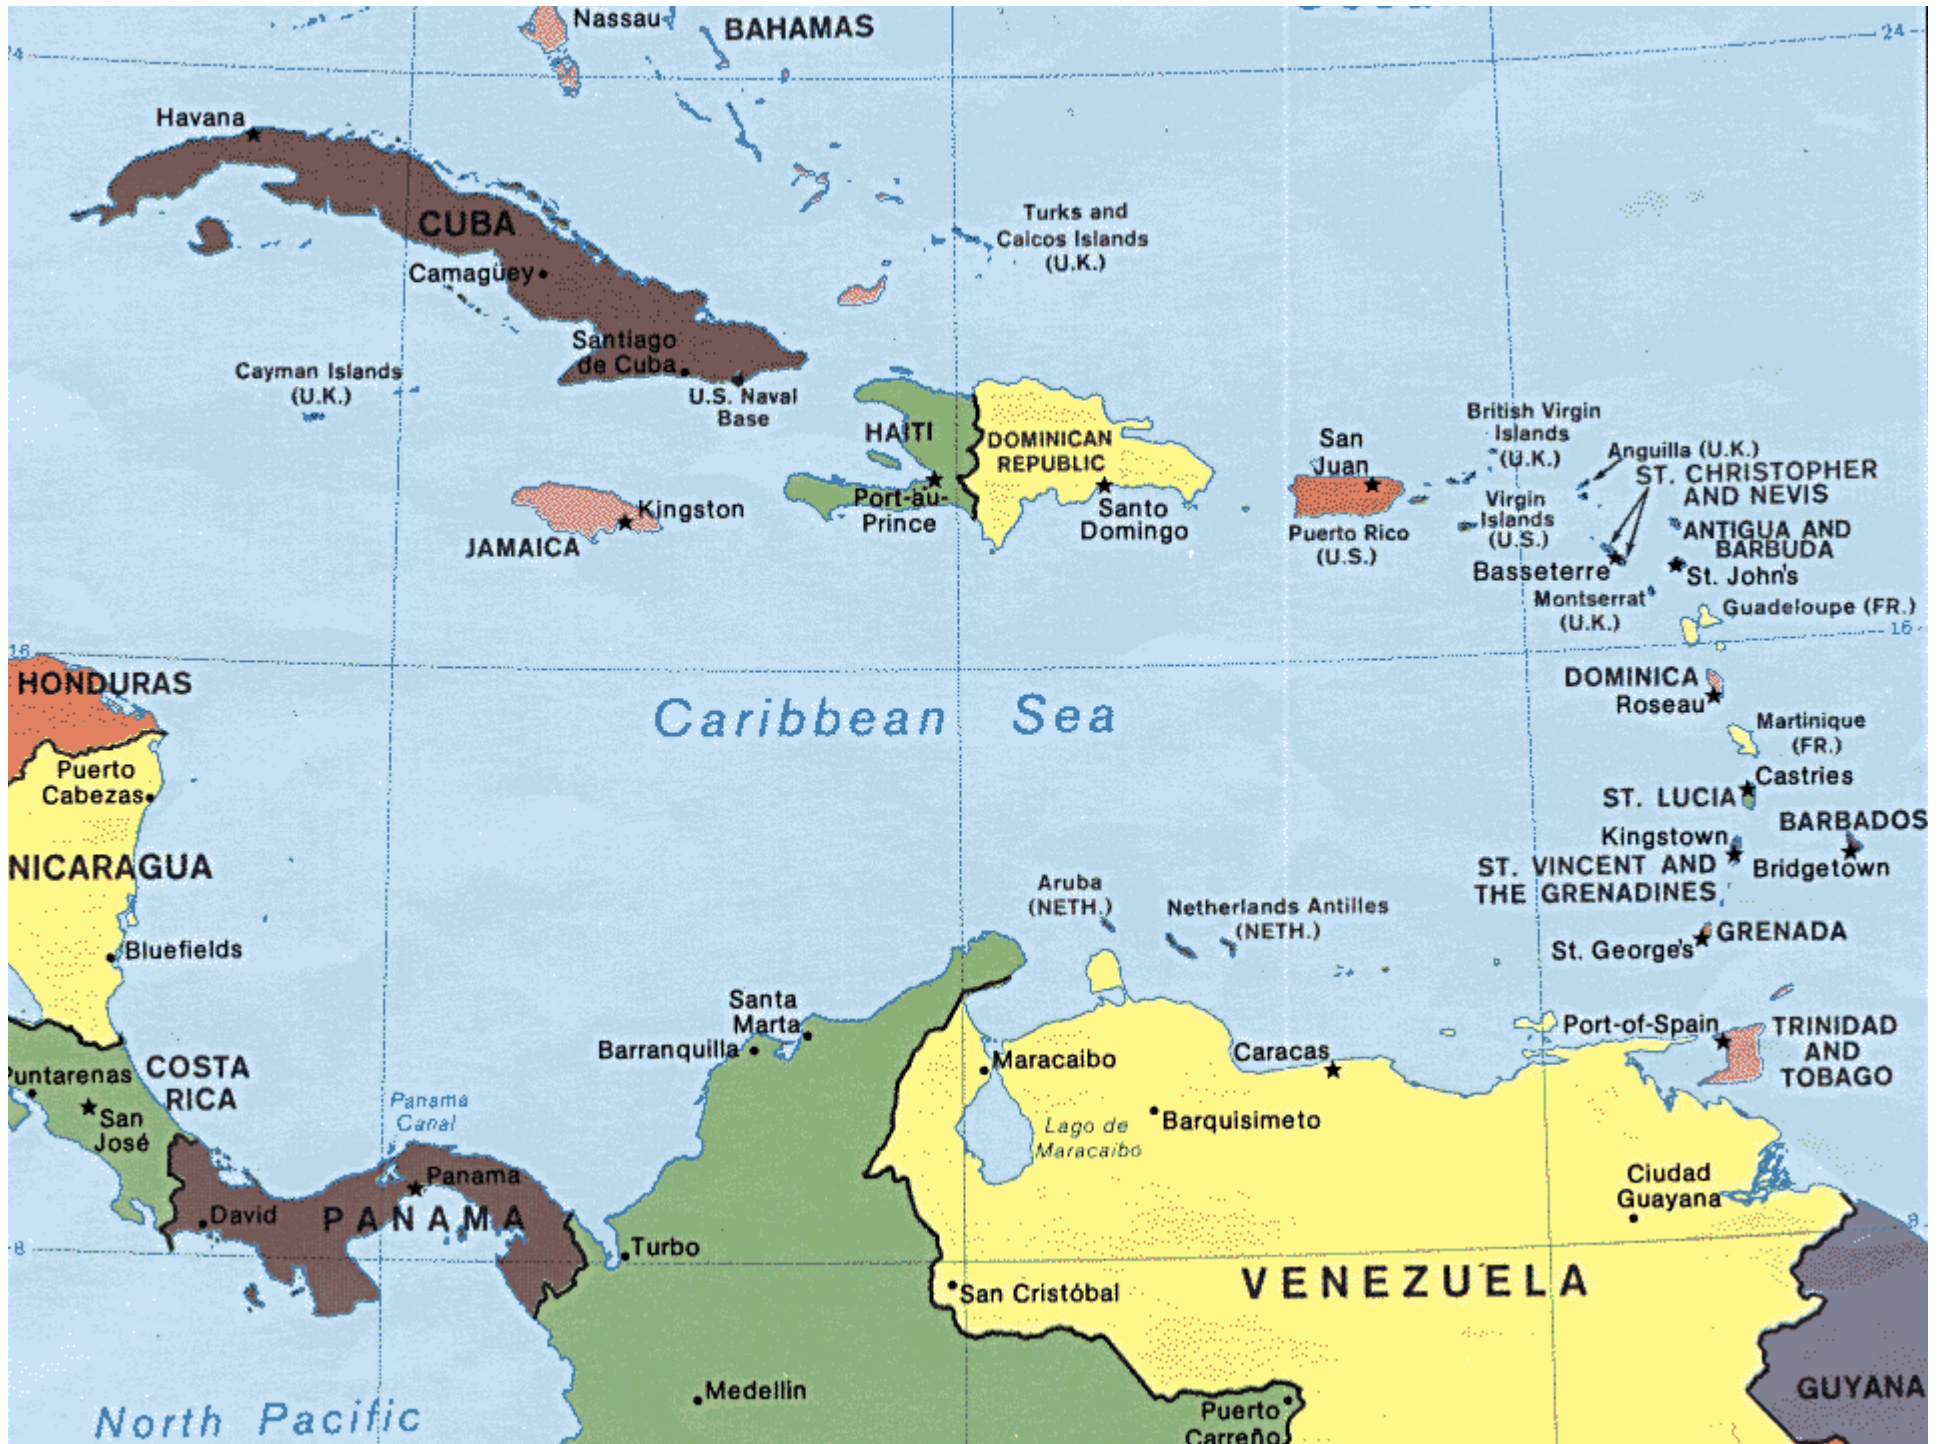 Nassau
BAHAMAS
24
Havana
CUBA
Camagüey
Turks and
Caicos Islands
(U.K.)
Santiago
de Cuba
U.S. Naval
Base
Cayman Islands
(U.K.)
HAITI
Port-au-
Prince
DOMINICAN
REPUBLIC
Santo
Domingo
Kingston
JAMAICA
San
Juan
Puerto Rico
(U.S.)
British Virgin
Islands
(U.K.)
Virgin
Islands
(U.S.)
Anguilla (U.K.)
ST. CHRISTOPHER
AND NEVIS
ANTIGUA AND
BARBUDA
Basseterre
St. John's
Montserrat
(U.K.)
Guadeloupe (FR.)
16
16
HONDURAS
DOMINICA
Roseau
Caribbean Sea
Martinique
(FR.)
Puerto
Cabezas
Castries
ST. LUCIA
BARBADOS
Kingstown
NICARAGUA
ST. VINCENT AND
THE GRENADINES
Bridgetown
Aruba
(NETH.)
Netherlands Antilles
(NETH.)
Bluefields
GRENADA
St. George's
Santa
Marta
Barranquilla
Maracaibo
Caracas
Port-of-Spain
TRINIDAD
AND
TOBAGO
COSTA
RICA
Puntarenas
San
José
Panama
Canal
Lago de
Maracaibo
Barquisimeto
Panama
David
PANAMA
Ciudad
Guayana
8
8
Turbo
San Cristóbal
VENEZUELA
Medellin
GUYANA
North Pacific
Puerto
Carreño